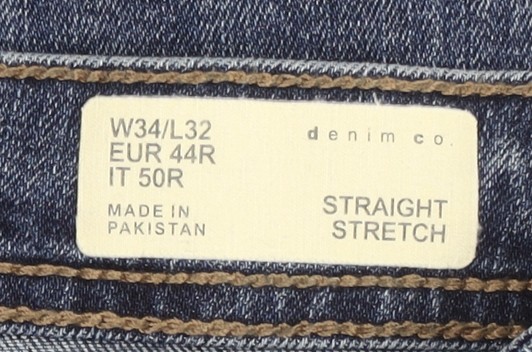 W34/L32
EUR 44R
IT 50R
MADE IN
PAKISTAN
denim co.
STRAIGHT
STRETCH